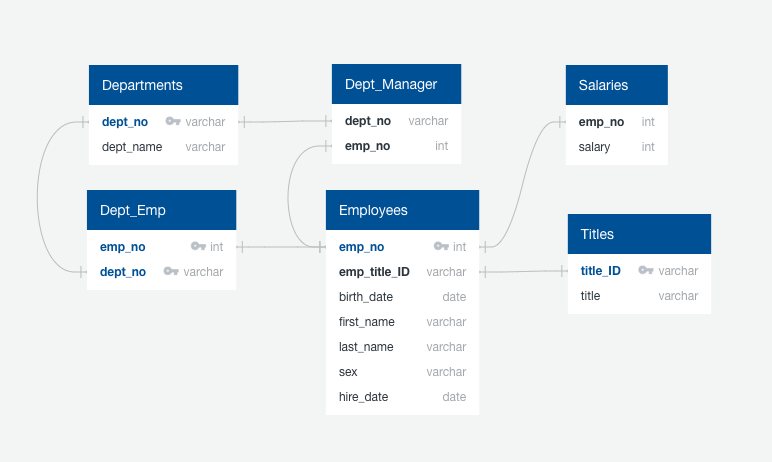 Departments
dept_no varchar
dept_name varchar
Dept_Manager
dept_no varchar
emp_no int
Salaries
emp_no int
salary int
Dept_Emp
emp_no int
dept_no varchar
Employees
emp_no int
emp_title_ID varchar
birth_date date
first_name varchar
last_name varchar
sex varchar
hire_date date
Titles
title_ID varchar
title varchar